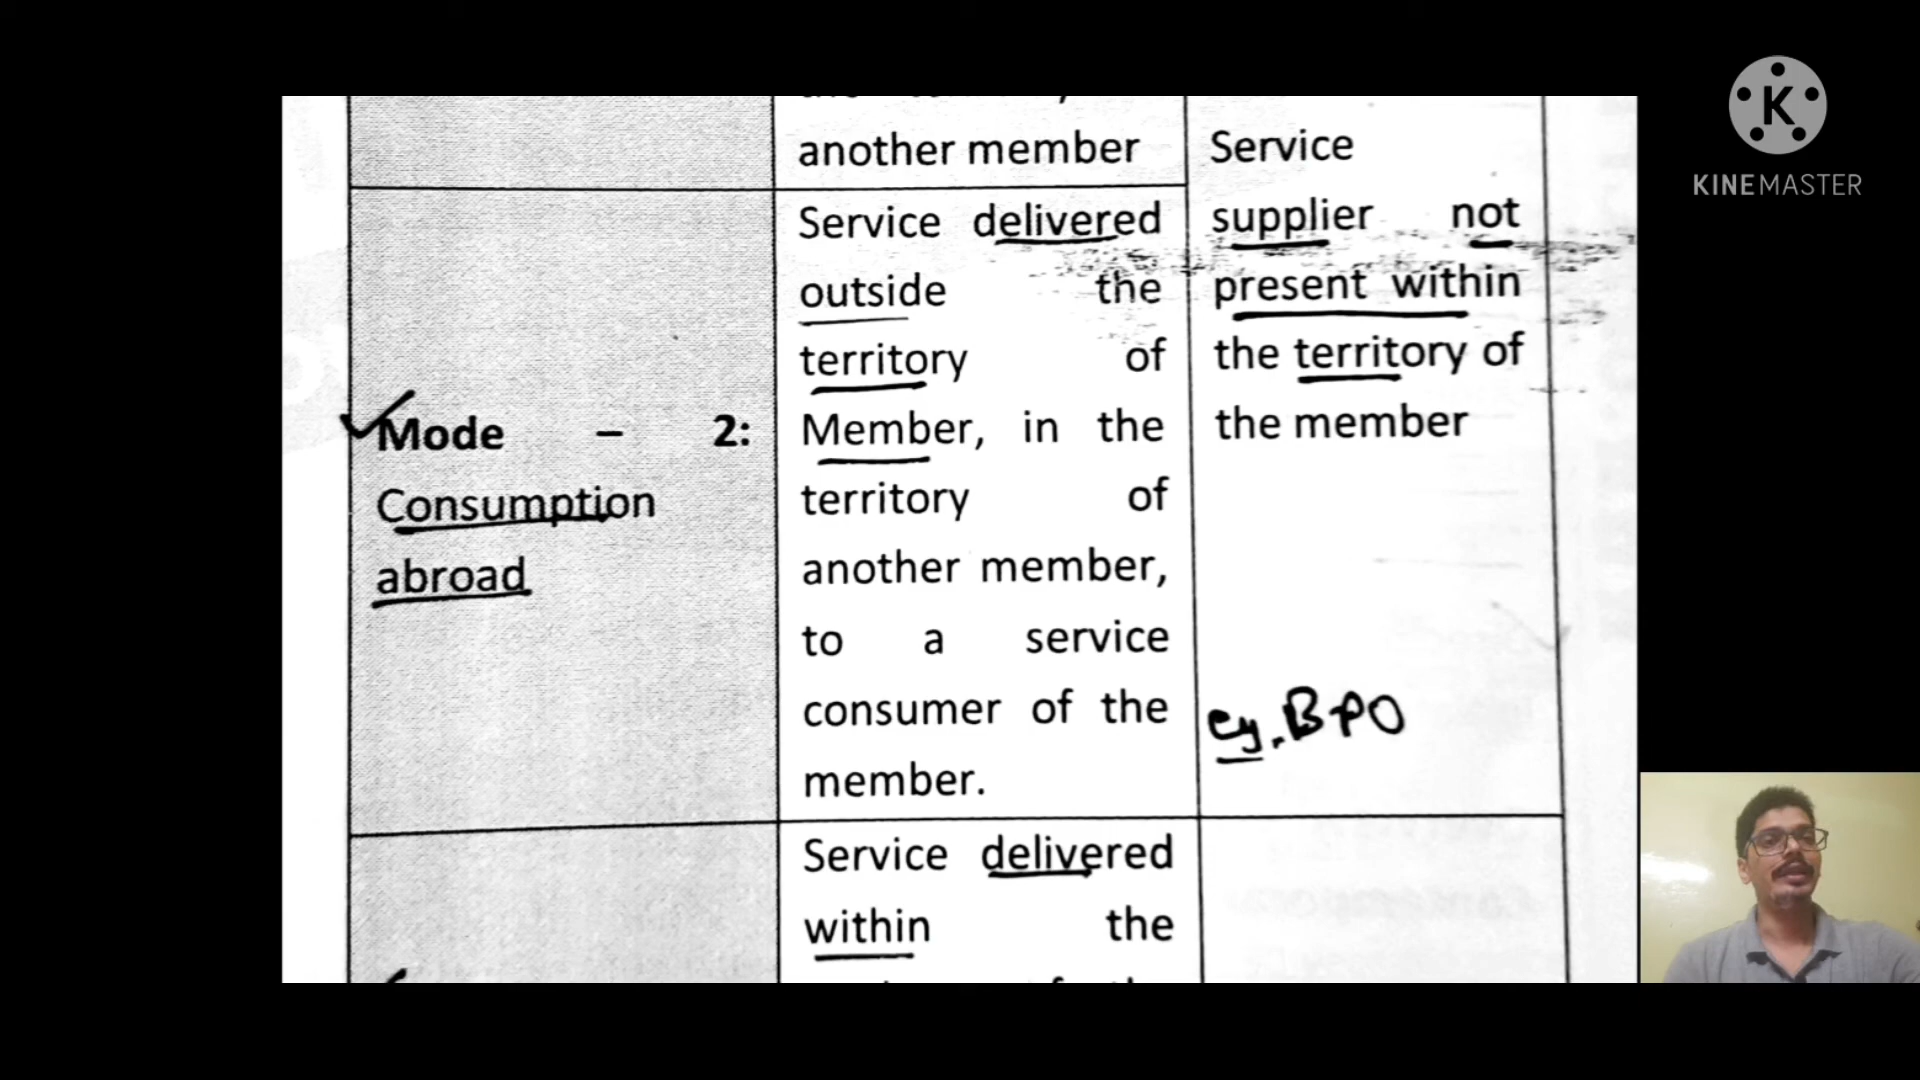 another member
Service delivered
outside the
territory of
Member, in the
territory of
another member,
to a service
consumer of the
member.
Service
supplier not
present within
the territory of
the member
eg. BPO
Mode – 2:
Consumption
abroad
Service delivered
within the
K
KINEMASTER